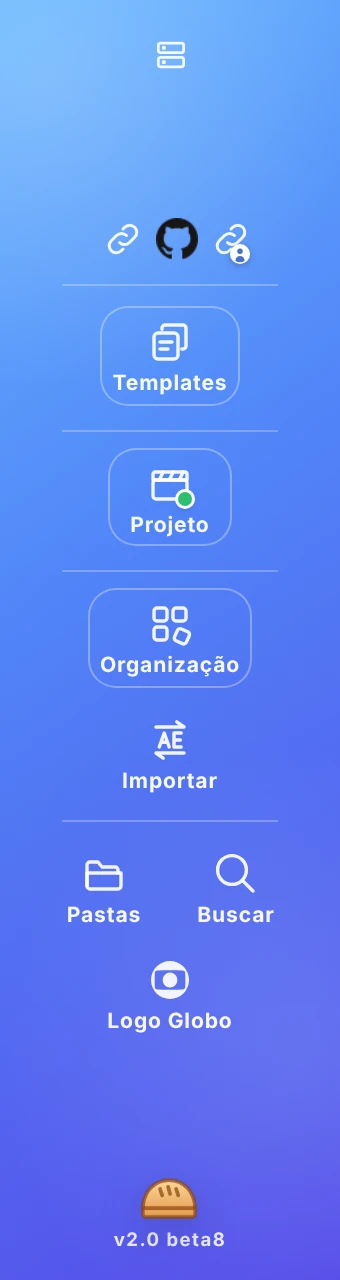 Templates
Projeto
Organização
AE
Importar
Pastas
Buscar
Logo Globo
v2.0 beta8